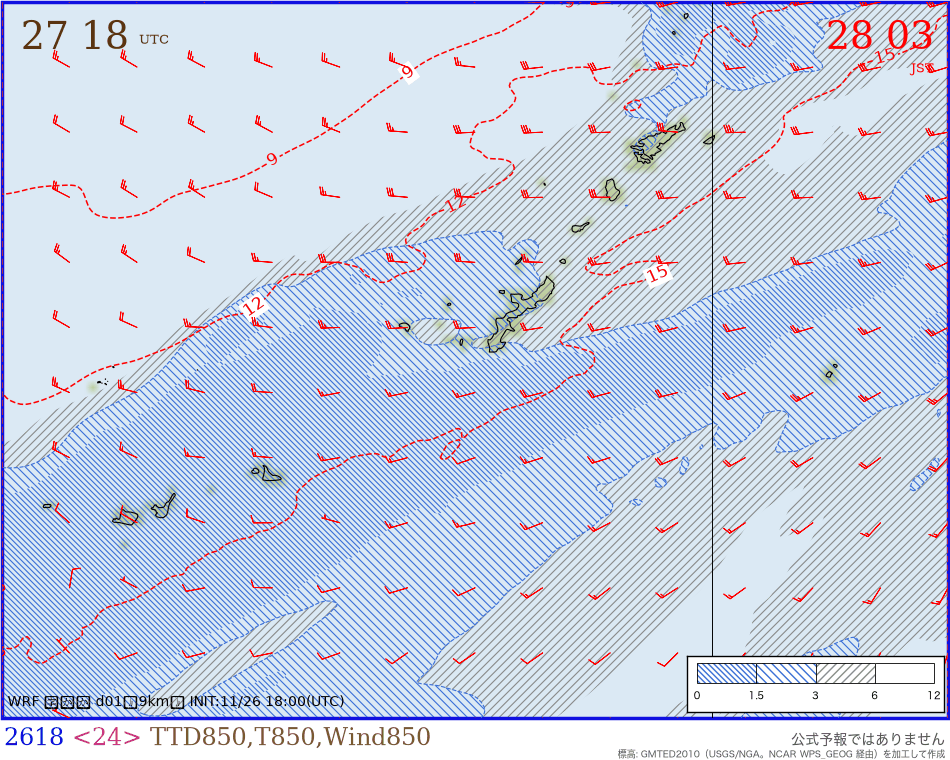 27 18 UTC
28 03
JST
9
15
9
12
15
12
WRF d01 9km INIT:11/26 18:00(UTC)
0 1.5 3 6 12
2618 <24> TTD850,T850,Wind850
公式予報ではありません
標高: GMTED2010（USGS/NGA。NCAR WPS_GEOG 経由）を加工して作成